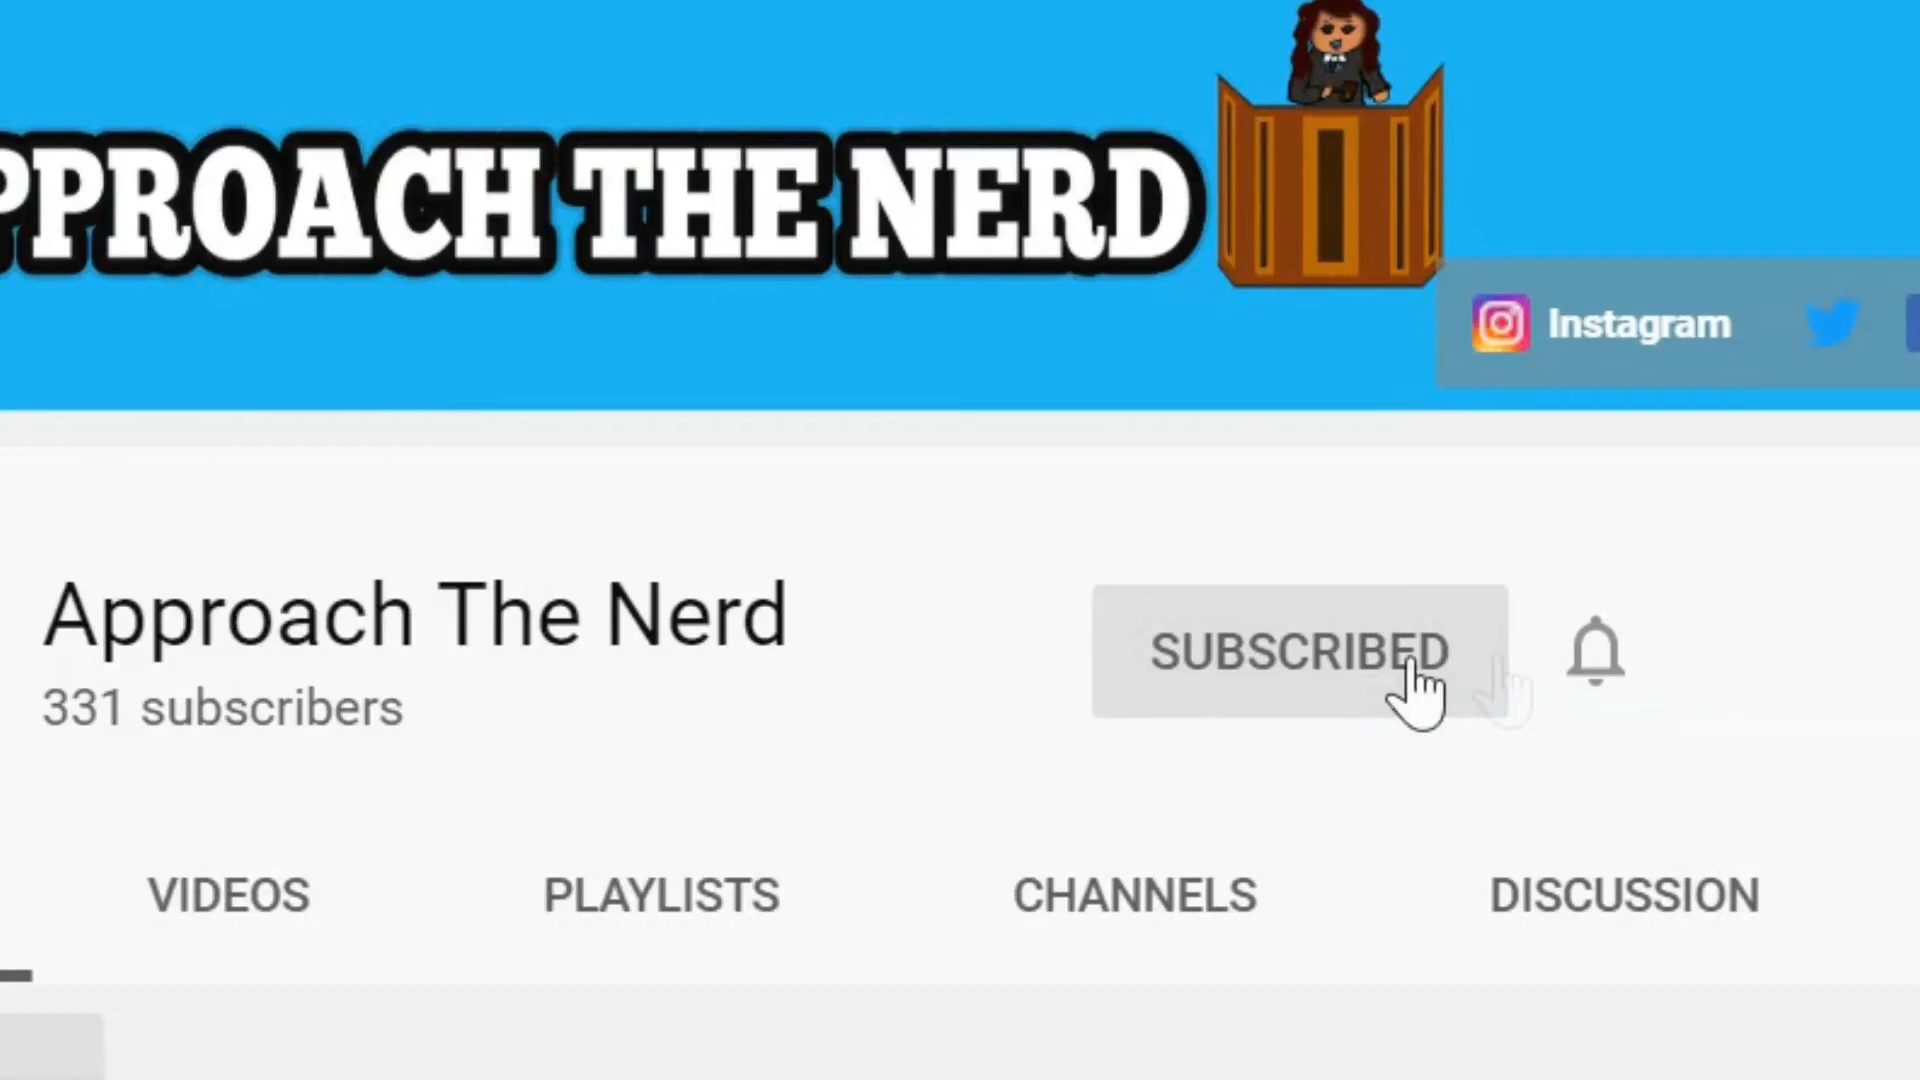 PPROACH THE NERD
Instagram
Approach The Nerd
331 subscribers
SUBSCRIBED
VIDEOS
PLAYLISTS
CHANNELS
DISCUSSION